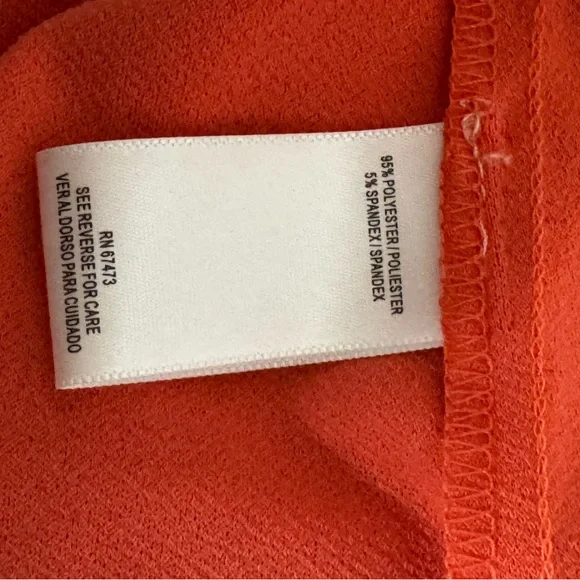 95% POLYESTER/POLIESTER
5% SPANDEX/SPANDEX
RN 67473
SEE REVERSE FOR CARE
VER AL DORSO PARA CUIDADO